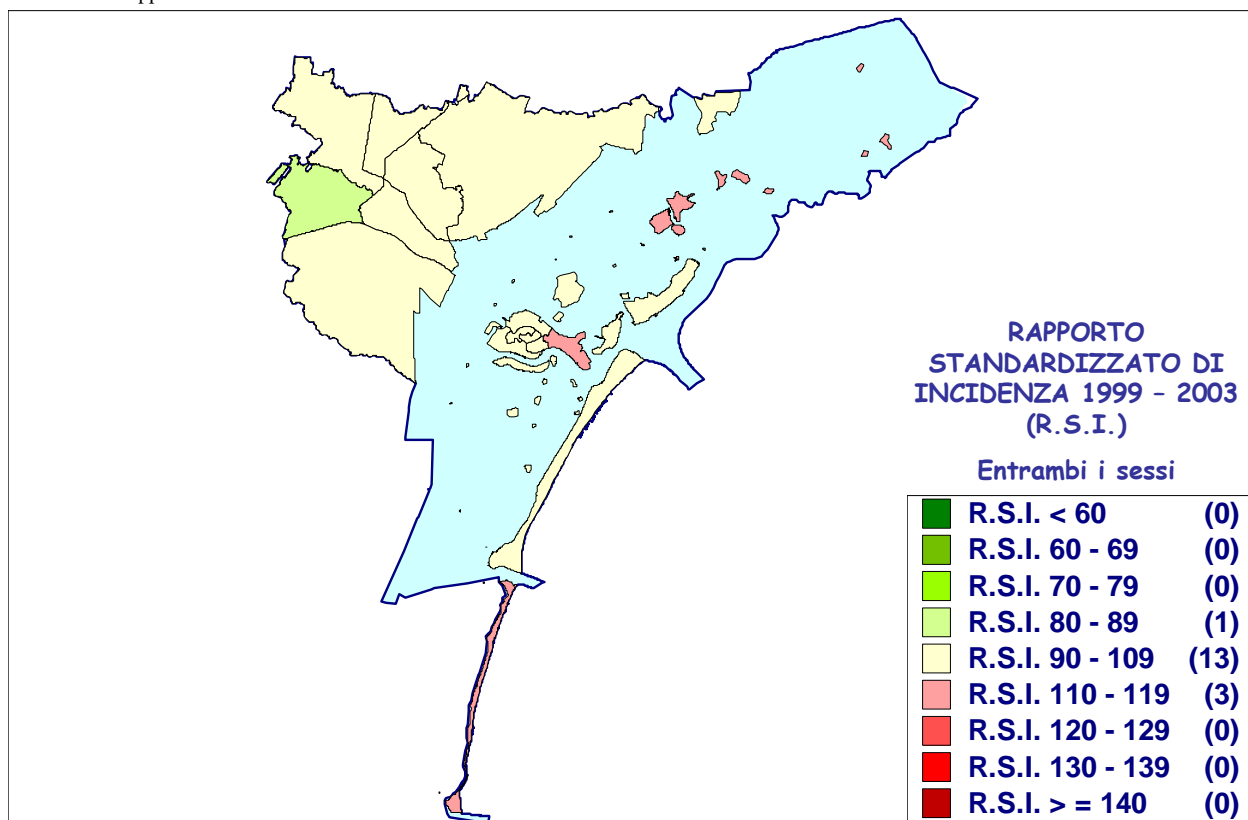 RAPPORTO
STANDARDIZZATO DI
INCIDENZA 1999 – 2003
(R.S.I.)
Entrambi i sessi
R.S.I. < 60 (0)
R.S.I. 60 - 69 (0)
R.S.I. 70 - 79 (0)
R.S.I. 80 - 89 (1)
R.S.I. 90 - 109 (13)
R.S.I. 110 - 119 (3)
R.S.I. 120 - 129 (0)
R.S.I. 130 - 139 (0)
R.S.I. > = 140 (0)